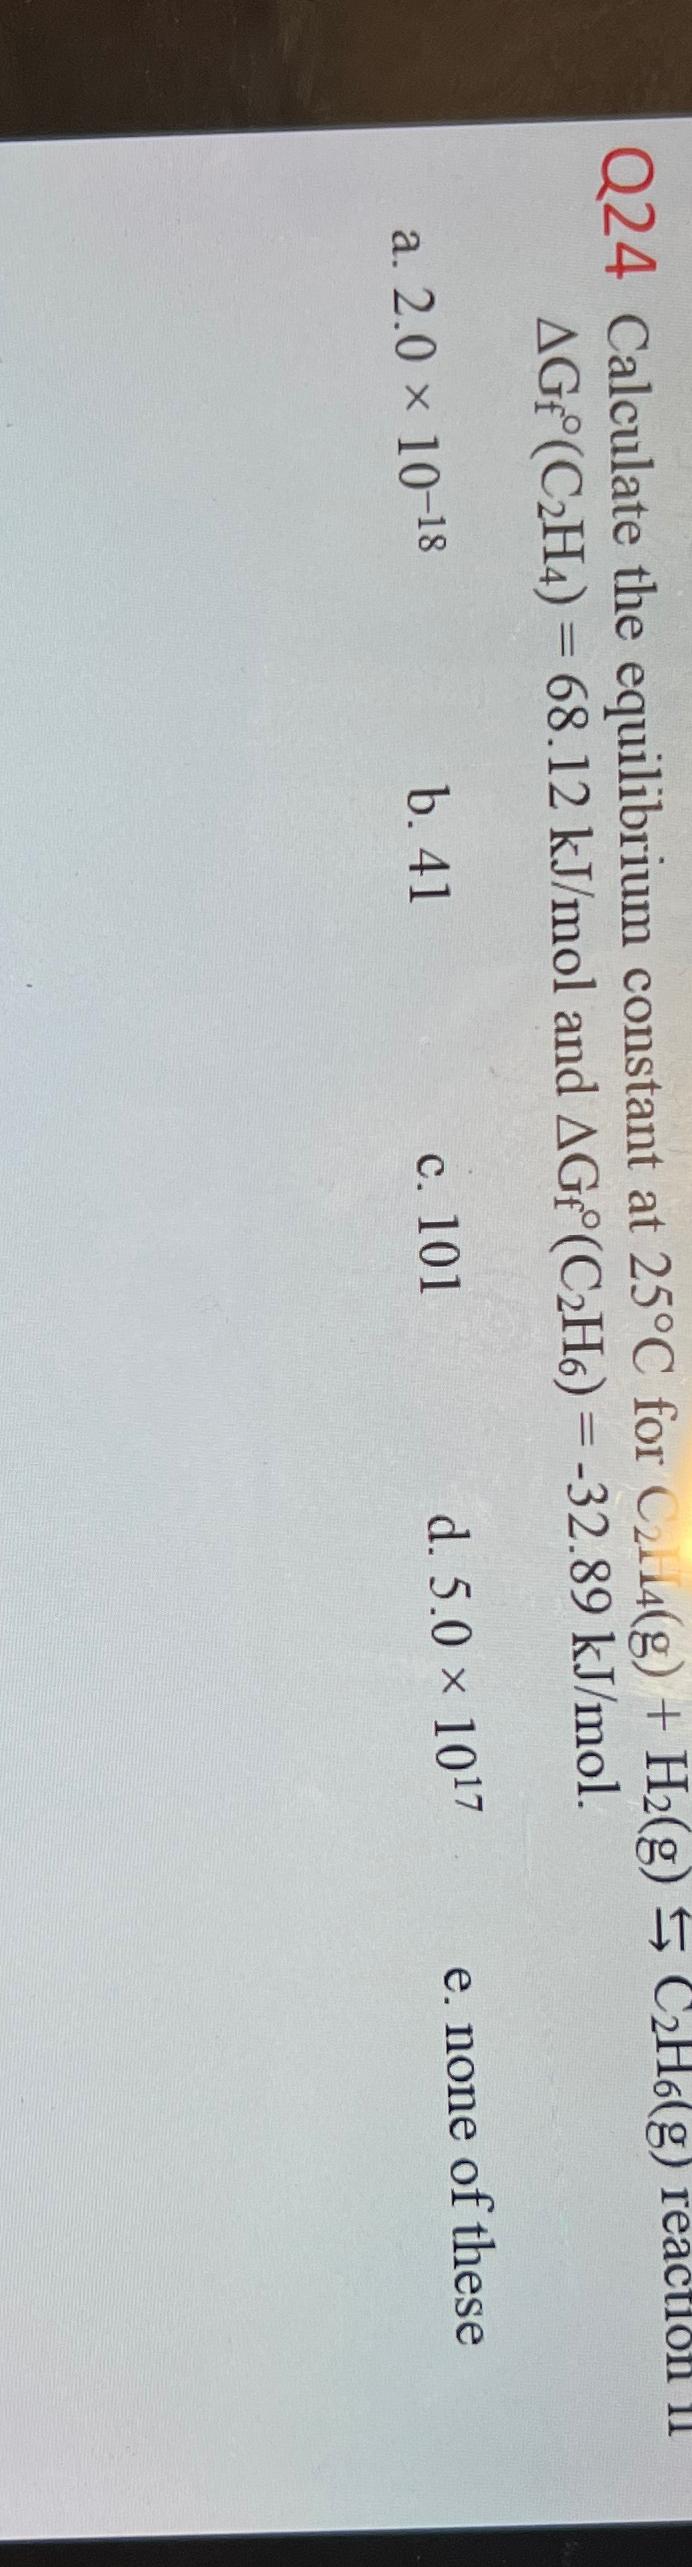 Q24 Calculate the equilibrium constant at 25°C for C₂H₄(g) + H₂(g) ⇆ C₂H₆(g) reaction if
ΔGf°(C₂H₄) = 68.12 kJ/mol and ΔGf°(C₂H₆) = -32.89 kJ/mol.
a. 2.0 × 10⁻¹⁸ b. 41 c. 101 d. 5.0 × 10¹⁷ e. none of these